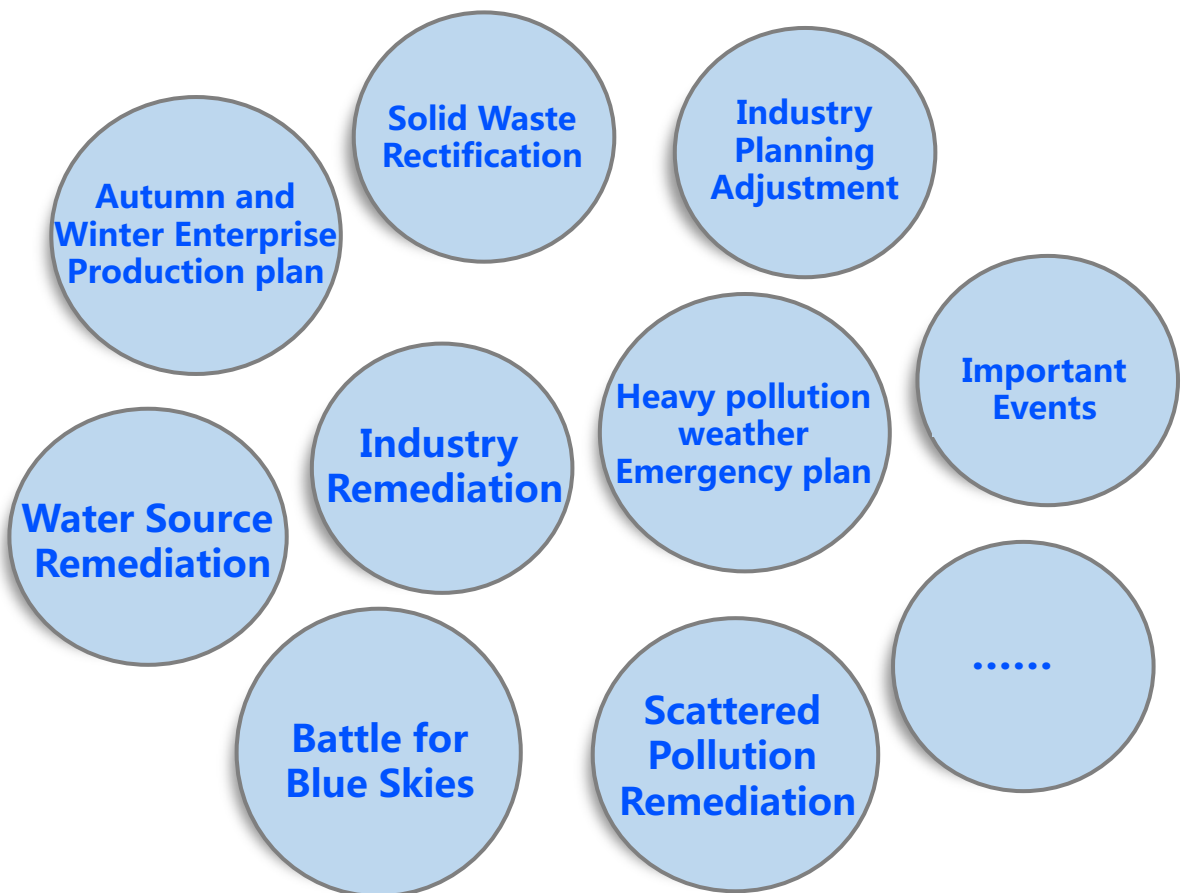 Solid Waste
Rectification
Industry
Planning
Adjustment
Autumn and
Winter Enterprise
Production plan
Important
Events
Heavy pollution
weather
Emergency plan
Industry
Remediation
Water Source
Remediation
......
Scattered
Pollution
Remediation
Battle for
Blue Skies